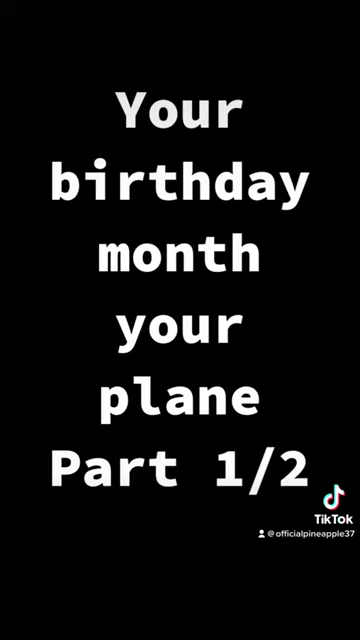 Your
birthday
month
your
plane
Part 1/2
TikTok
@officialpineapple37